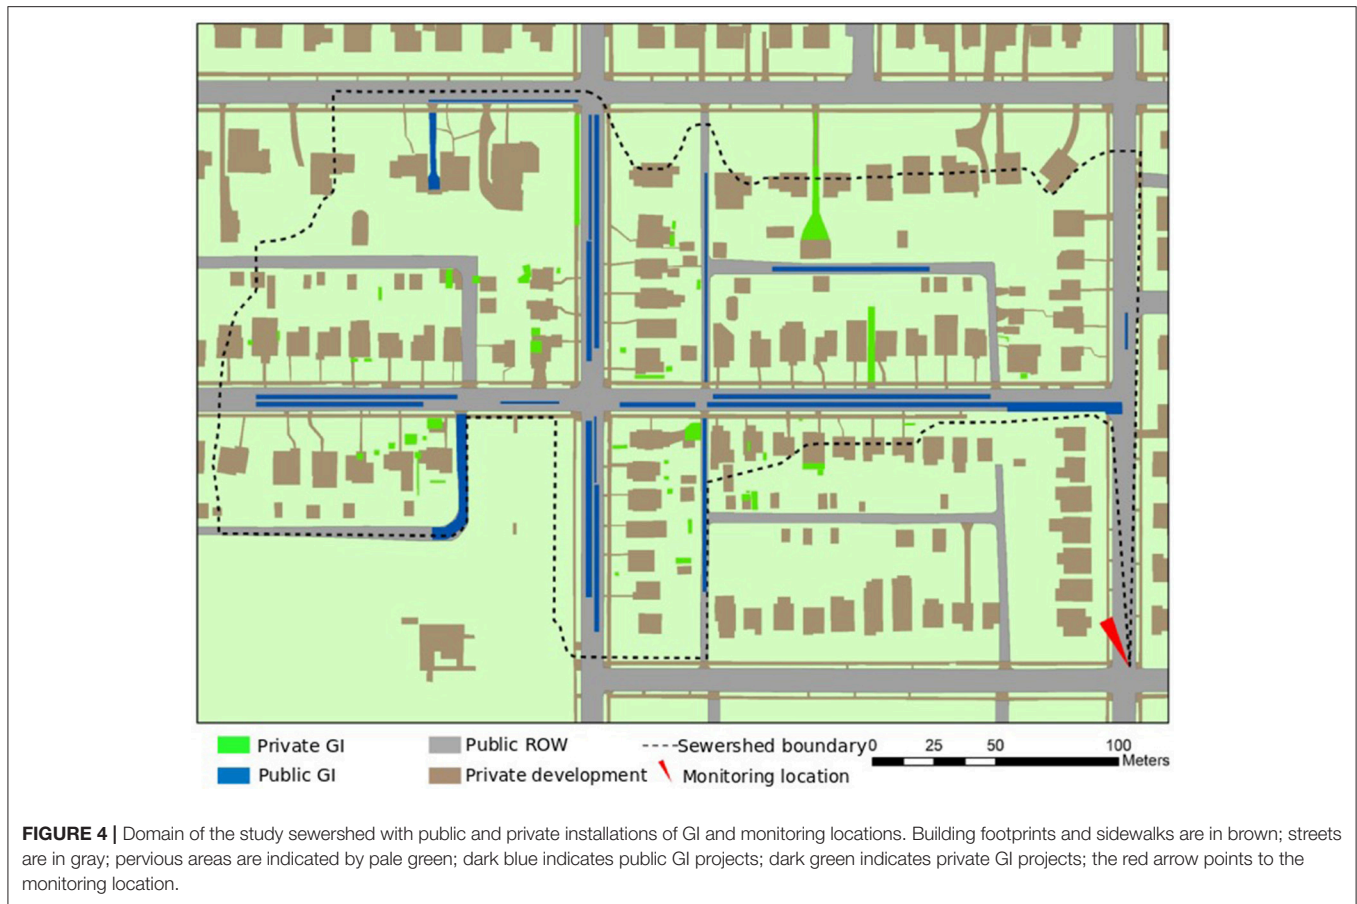 Private GI
Public ROW
Sewershed boundary
0 25 50 100
Meters
Public GI
Private development
Monitoring location
FIGURE 4 | Domain of the study sewershed with public and private installations of GI and monitoring locations. Building footprints and sidewalks are in brown; streets
are in gray; pervious areas are indicated by pale green; dark blue indicates public GI projects; dark green indicates private GI projects; the red arrow points to the
monitoring location.